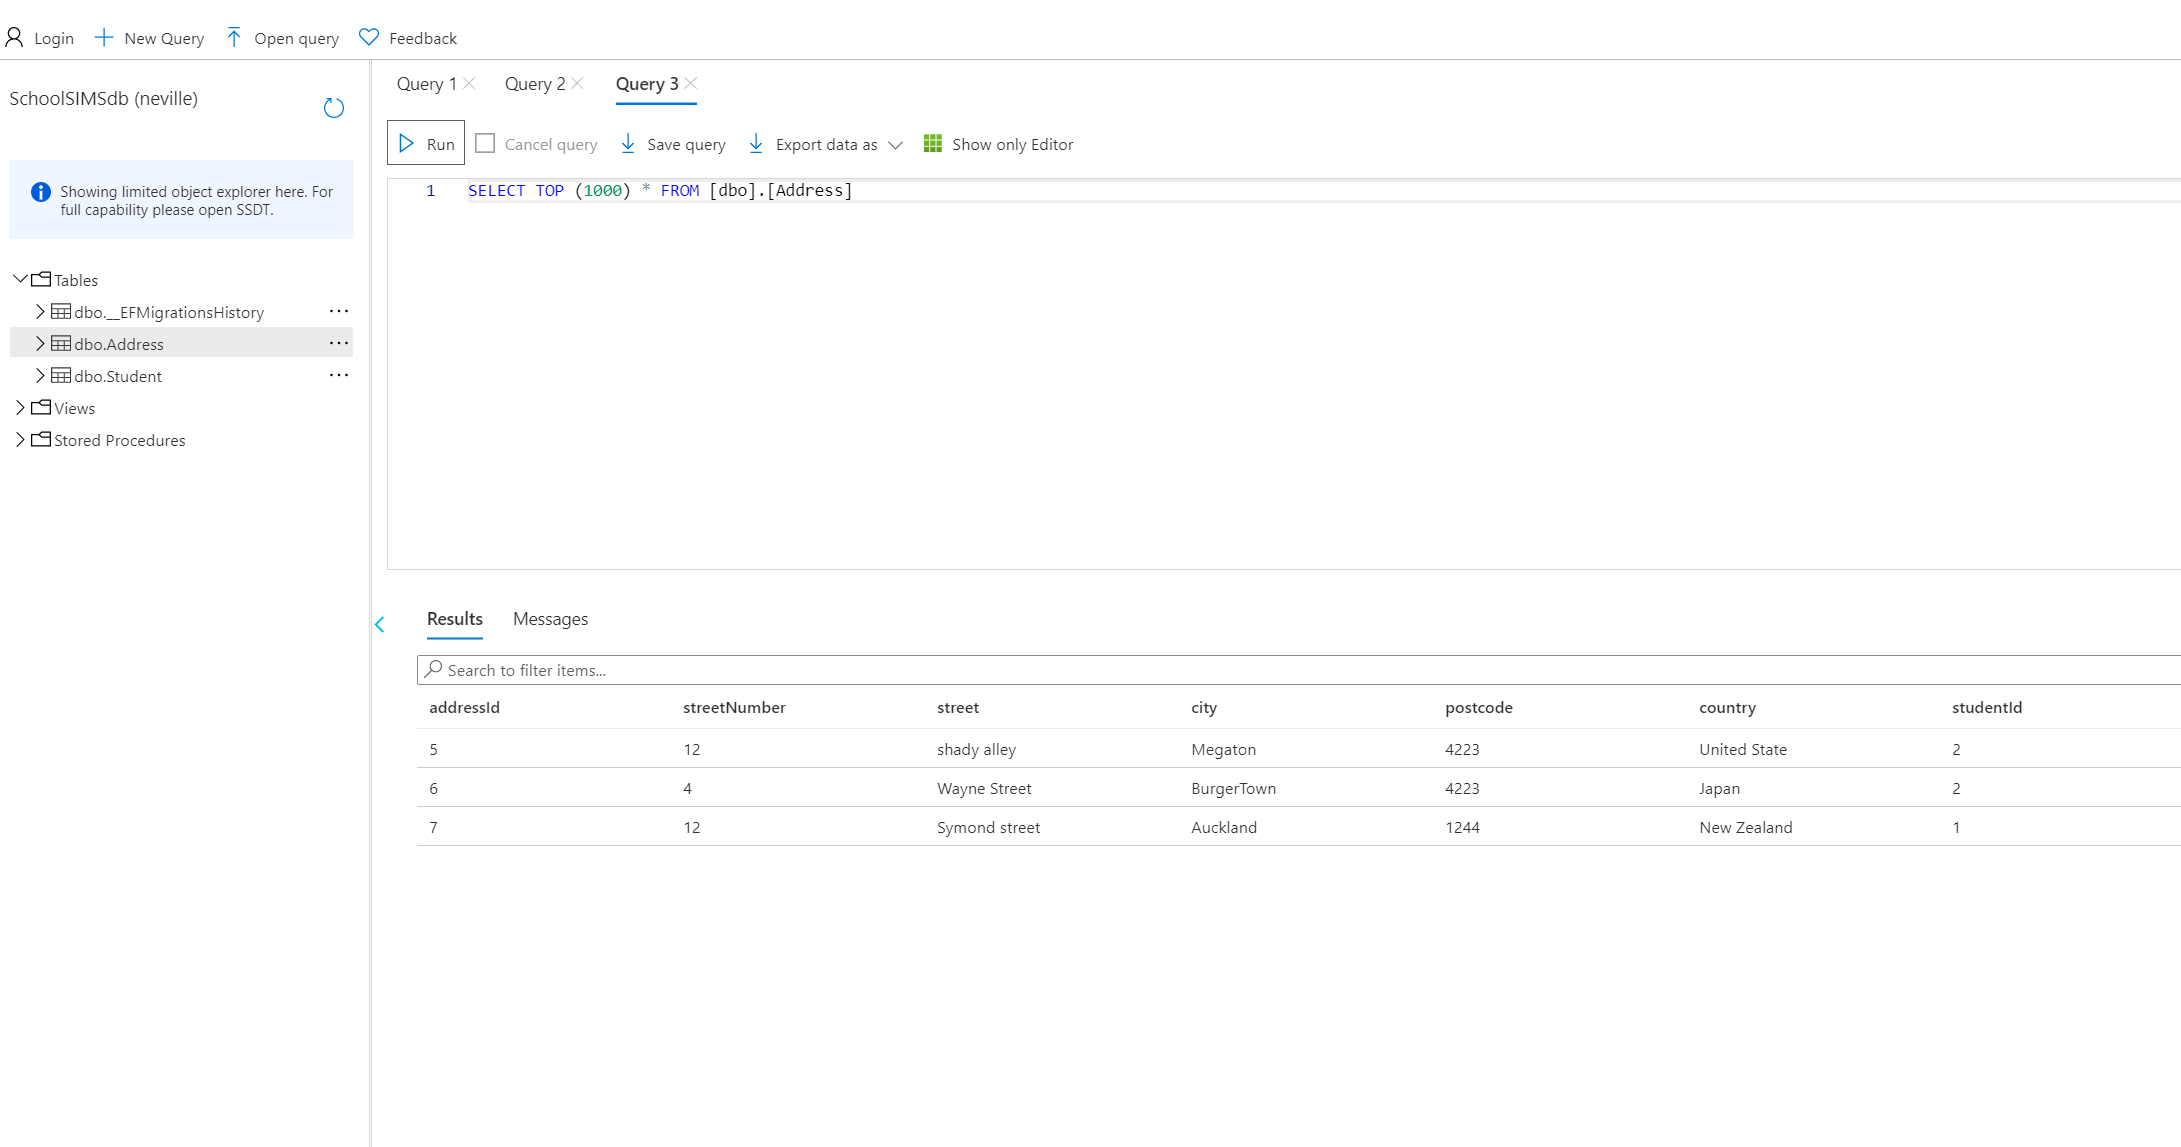 Login New Query Open query Feedback
SchoolSIMSdb (neville)
Showing limited object explorer here. For
full capability please open SSDT.
Tables
dbo.__EFMigrationsHistory ...
dbo.Address ...
dbo.Student ...
Views
Stored Procedures
Query 1 Query 2 Query 3
Run Cancel query Save query Export data as Show only Editor
1 SELECT TOP (1000) * FROM [dbo].[Address]
Results Messages
Search to filter items...
addressId streetNumber street city postcode country studentId
5 12 shady alley Megaton 4223 United State 2
6 4 Wayne Street BurgerTown 4223 Japan 2
7 12 Symond street Auckland 1244 New Zealand 1